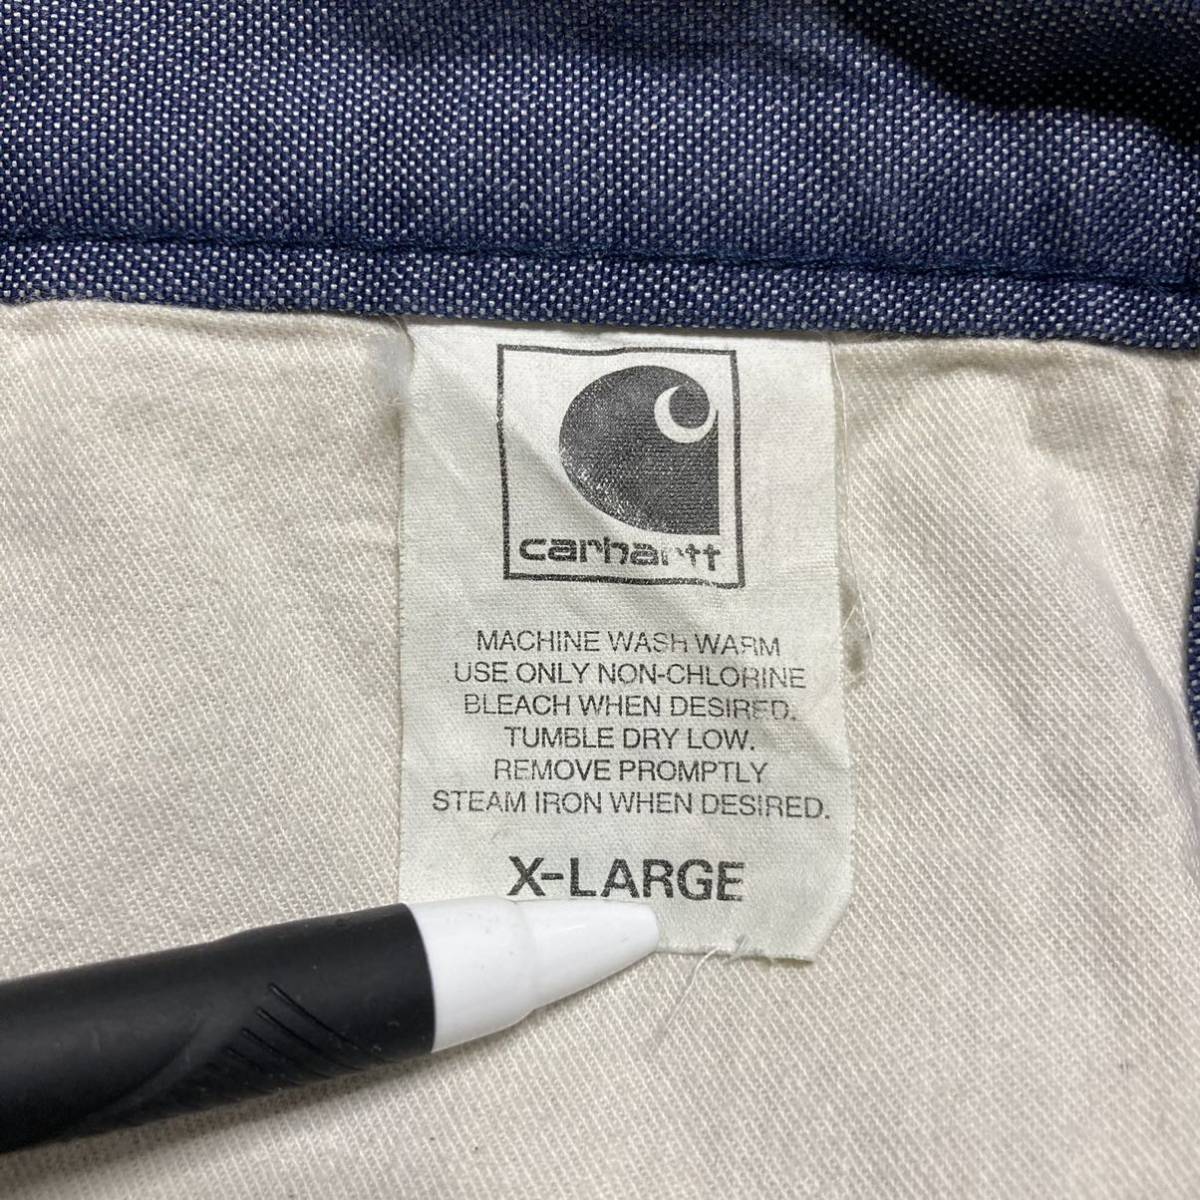 carhartt
MACHINE WASH WARM
USE ONLY NON-CHLORINE
BLEACH WHEN DESIRED.
TUMBLE DRY LOW.
REMOVE PROMPTLY
STEAM IRON WHEN DESIRED.
X-LARGE